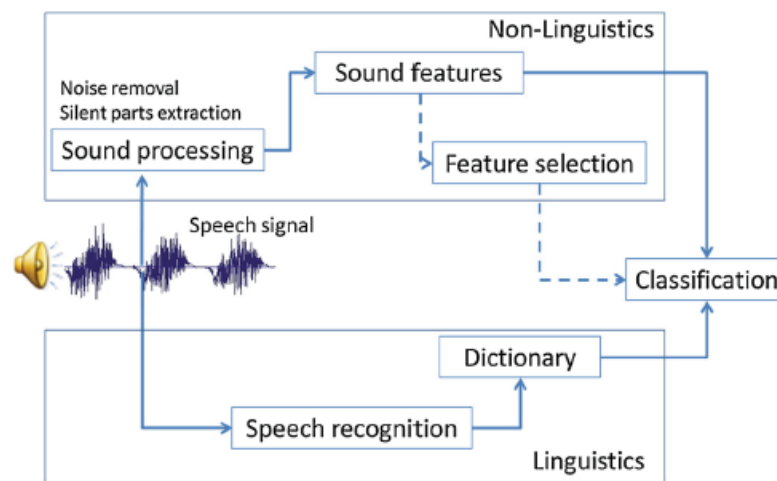 Non-Linguistics
Sound features
Noise removal
Silent parts extraction
Sound processing
Feature selection
Speech signal
Classification
Dictionary
Speech recognition
Linguistics